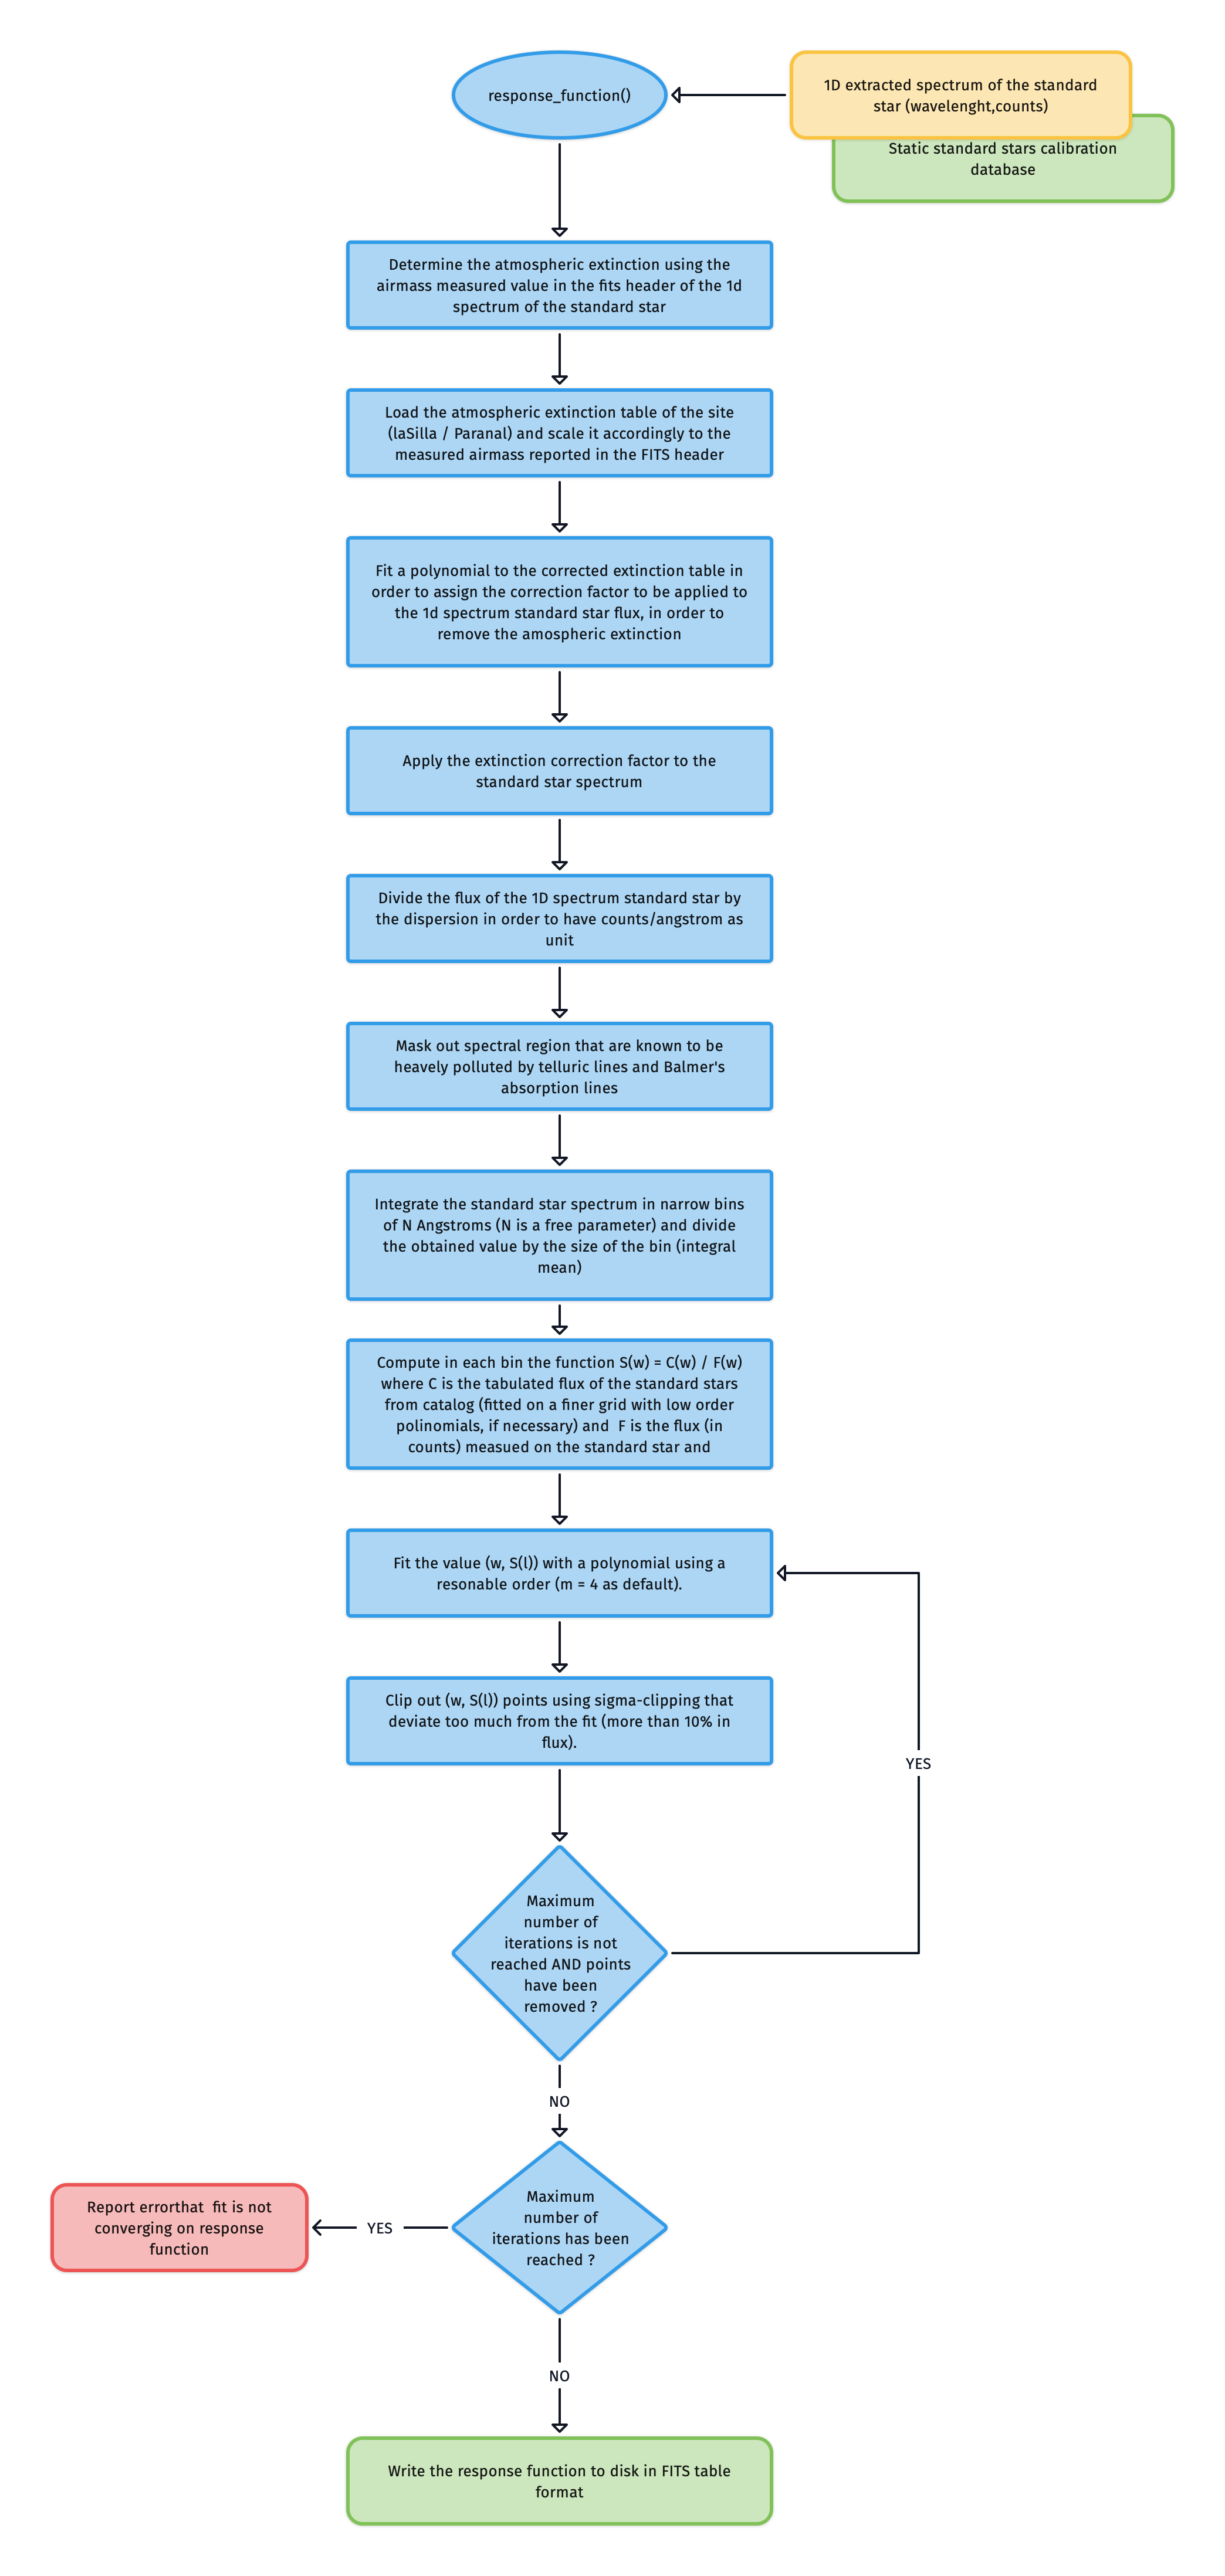 response_function()
1D extracted spectrum of the standard
star (wavelenght,counts)
Static standard stars calibration
database
Determine the atmospheric extinction using the
airmass measured value in the fits header of the 1d
spectrum of the standard star
Load the atmospheric extinction table of the site
(laSilla / Paranal) and scale it accordingly to the
measured airmass reported in the FITS header
Fit a polynomial to the corrected extinction table in
order to assign the correction factor to be applied to
the 1d spectrum standard star flux, in order to
remove the amospheric extinction
Apply the extinction correction factor to the
standard star spectrum
Divide the flux of the 1D spectrum standard star by
the dispersion in order to have counts/angstrom as
unit
Mask out spectral region that are known to be
heavely polluted by telluric lines and Balmer's
absorption lines
Integrate the standard star spectrum in narrow bins
of N Angstroms (N is a free parameter) and divide
the obtained value by the size of the bin (integral
mean)
Compute in each bin the function S(w) = C(w) / F(w)
where C is the tabulated flux of the standard stars
from catalog (fitted on a finer grid with low order
polinomials, if necessary) and  F is the flux (in
counts) measued on the standard star and
Fit the value (w, S(l)) with a polynomial using a
resonable order (m = 4 as default).
Clip out (w, S(l)) points using sigma-clipping that
deviate too much from the fit (more than 10% in
flux).
YES
Maximum
number of
iterations is not
reached AND points
have been
removed ?
NO
Maximum
number of
iterations has been
reached ?
YES
Report errorthat  fit is not
converging on response
function
NO
Write the response function to disk in FITS table
format